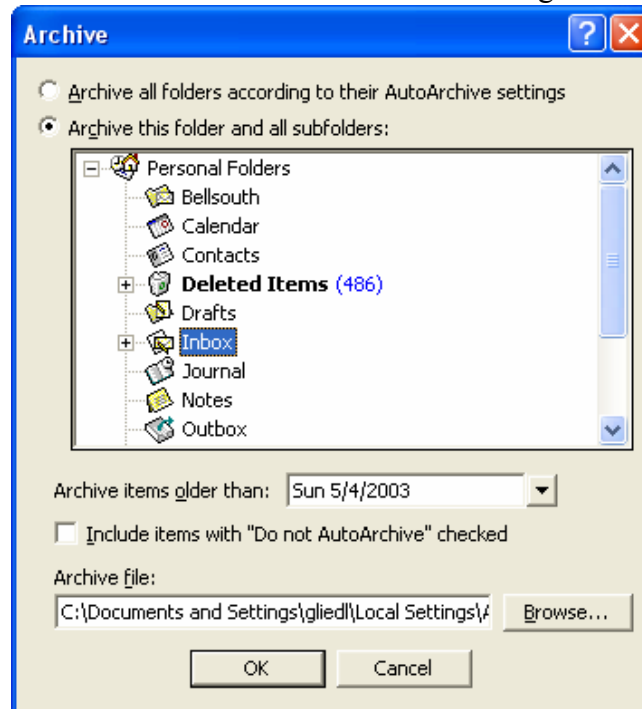 Archive
Archive all folders according to their AutoArchive settings
Archive this folder and all subfolders:
Personal Folders
Bellsouth
Calendar
Contacts
Deleted Items (486)
Drafts
Inbox
Journal
Notes
Outbox
Archive items older than: Sun 5/4/2003
Include items with "Do not AutoArchive" checked
Archive file:
C:\Documents and Settings\gliedl\Local Settings\A Browse...
OK Cancel